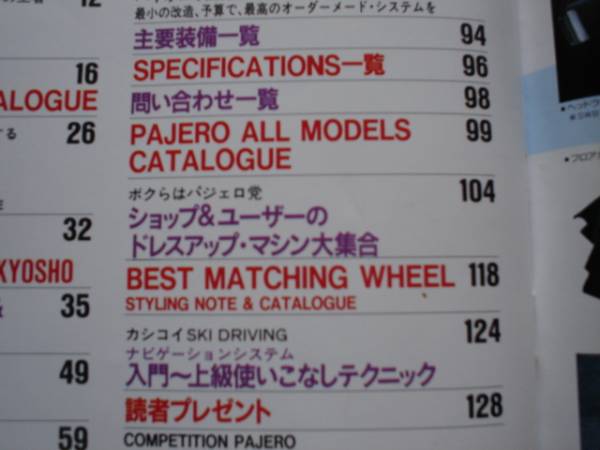 12
16
ALOGUE
26
32
KYOSHO
35
49
59
最小の改造、予算で、最高のオーダーメード・システムを
主要装備一覧 94
SPECIFICATIONS一覧 96
問い合わせ一覧 98
PAJERO ALL MODELS 99
CATALOGUE
ボクらはパジェロ党 104
ショップ&ユーザーの
ドレスアップ・マシン大集合
BEST MATCHING WHEEL 118
STYLING NOTE & CATALOGUE
カシコイSKI DRIVING 124
ナビゲーションシステム
入門〜上級使いこなしテクニック
読者プレゼント 128
COMPETITION PAJERO